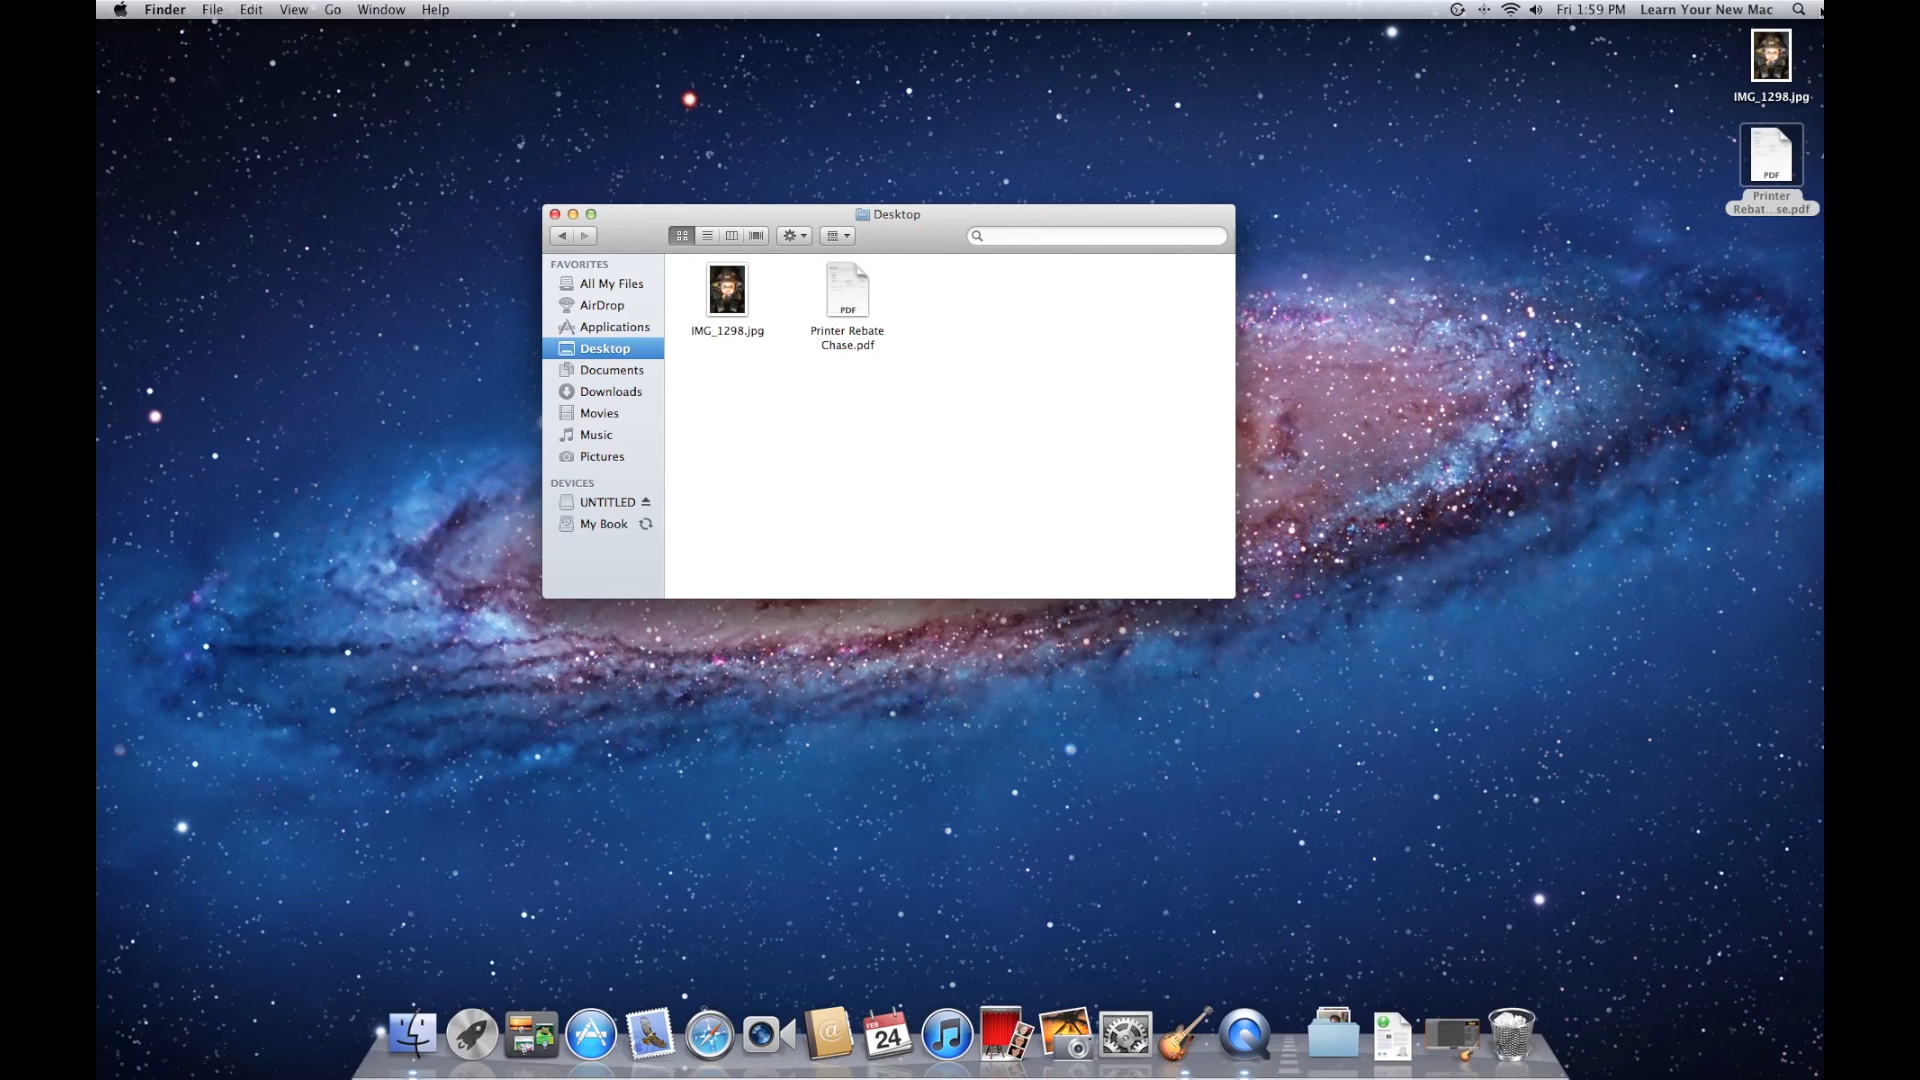 Finder File Edit View Go Window Help Fri 1:59 PM Learn Your New Mac
IMG_1298.jpg
PDF
Printer
Rebat...se.pdf
Desktop
FAVORITES
All My Files
AirDrop
Applications
Desktop
Documents
Downloads
Movies
Music
Pictures
DEVICES
UNTITLED
My Book
IMG_1298.jpg
PDF
Printer Rebate
Chase.pdf
FEB
24